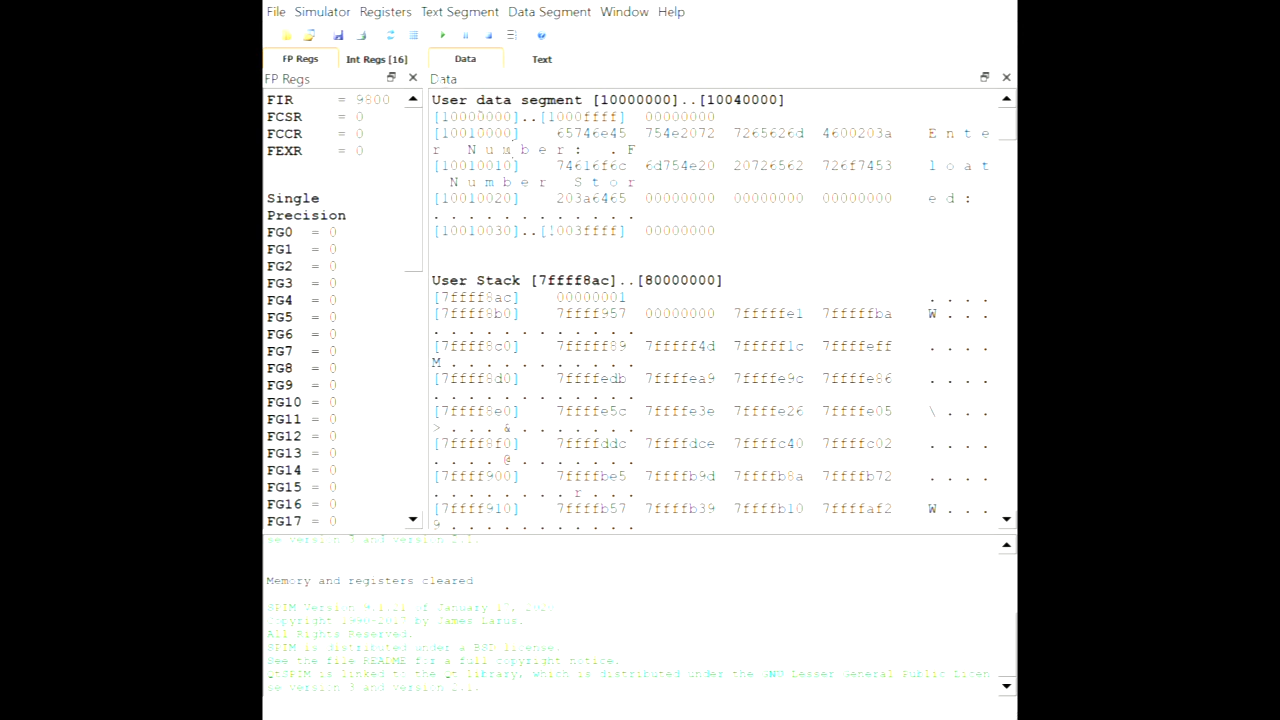 File Simulator Registers Text Segment Data Segment Window Help
FP Regs Int Regs [16] Data Text
FP Regs Data
FIR = 9800
FCSR = 0
FCCR = 0
FEXR = 0
Single
Precision
FG0 = 0
FG1 = 0
FG2 = 0
FG3 = 0
FG4 = 0
FG5 = 0
FG6 = 0
FG7 = 0
FG8 = 0
FG9 = 0
FG10 = 0
FG11 = 0
FG12 = 0
FG13 = 0
FG14 = 0
FG15 = 0
FG16 = 0
FG17 = 0
User data segment [10000000]..[10040000]
[10000000]..[1000ffff] 00000000
[10010000] 65746e45 754e2072 7265626d 4600203a E n t e
r N u m b e r : . F
[10010010] 74616f6c 6d754e20 20726562 726f7453 l o a t
N u m b e r S t o r
[10010020] 203a6465 00000000 00000000 00000000 e d :
. . . . . . . . . . . .
[10010030]..[1003ffff] 00000000
User Stack [7ffff8ac]..[80000000]
[7ffff8ac] 00000001 . . . .
[7ffff8b0] 7ffff957 00000000 7fffffe1 7fffffba W . . .
. . . . . . . . . . . .
[7ffff8c0] 7fffff89 7fffff4d 7fffff1c 7ffffeff . . . .
M . . . . . . . . . . .
[7ffff8d0] 7ffffedb 7ffffea9 7ffffe9c 7ffffe86 . . . .
. . . . . . . . . . . .
[7ffff8e0] 7ffffe5c 7ffffe3e 7ffffe26 7ffffe05 \ . . .
> . . . & . . . . . . .
[7ffff8f0] 7ffffddc 7ffffdce 7ffffc40 7ffffc02 . . . .
. . . . @ . . . . . . .
[7ffff900] 7ffffbe5 7ffffb9d 7ffffb8a 7ffffb72 . . . .
. . . . . . . . r . . .
[7ffff910] 7ffffb57 7ffffb39 7ffffb10 7ffffaf2 W . . .
9 . . . . . . . . . . .
se version 3 and version 2.1.
Memory and registers cleared
SPIM Version of January 17, 2020
Copyright 1990-2017 by James Larus.
All Rights Reserved.
SPIM is distributed under a BSD license.
See the file README for a full copyright notice.
QtSPIM is linked to the Qt library, which is distributed under the GNU Lesser General Public Licen
se version 3 and version 2.1.